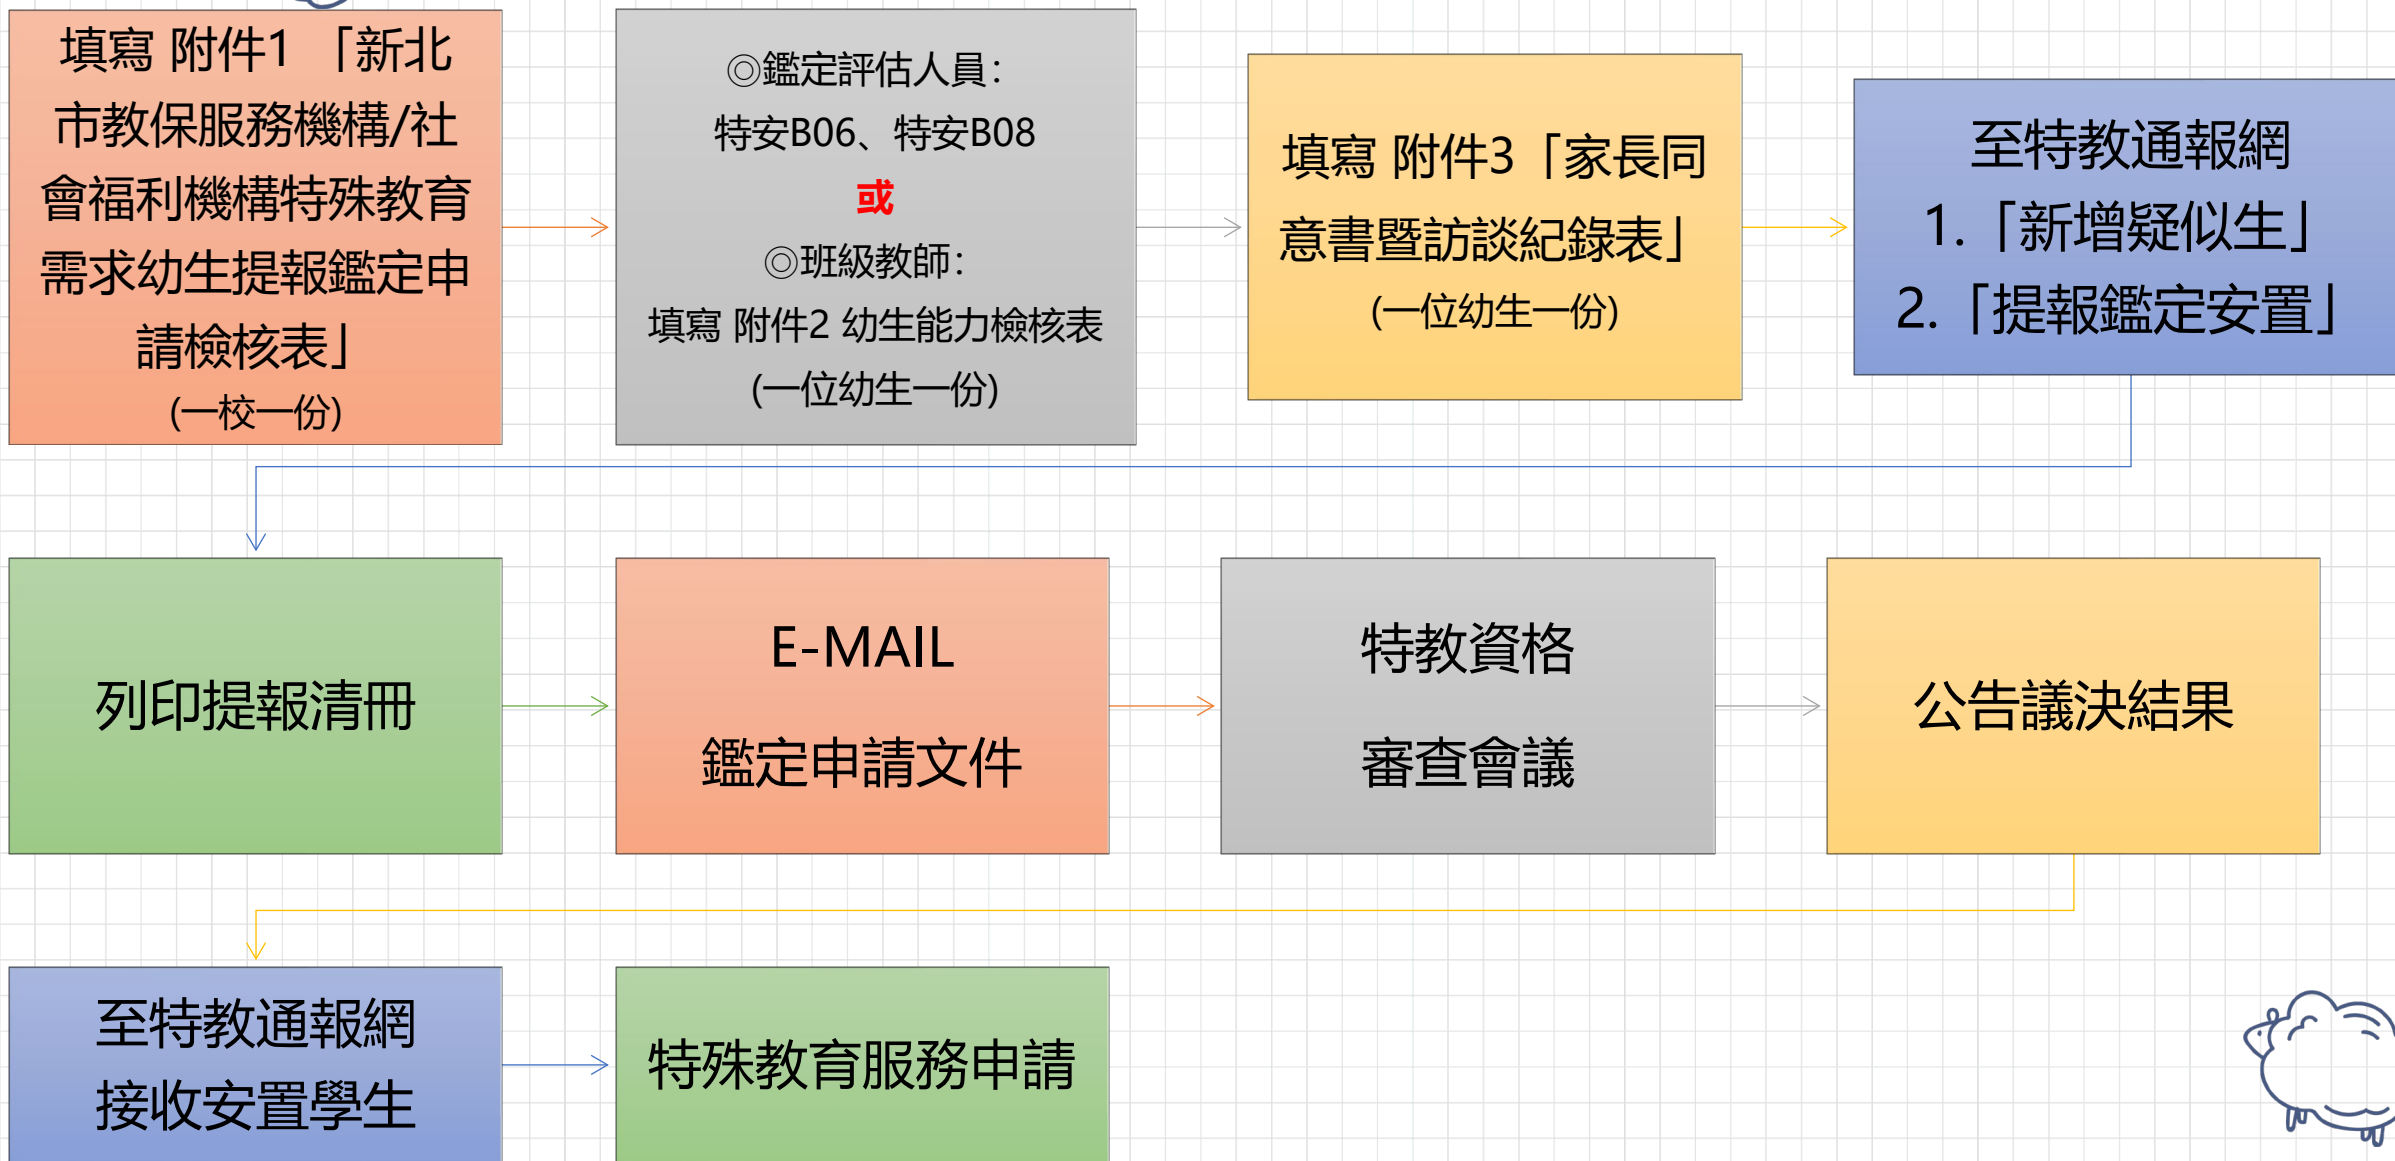 填寫 附件1 「新北
市教保服務機構/社
會福利機構特殊教育
需求幼生提報鑑定申
請檢核表」
(一校一份)
◎鑑定評估人員：
特安B06、特安B08
或
◎班級教師：
填寫 附件2 幼生能力檢核表
(一位幼生一份)
填寫 附件3「家長同
意書暨訪談紀錄表」
(一位幼生一份)
至特教通報網
1.「新增疑似生」
2.「提報鑑定安置」
列印提報清冊
E-MAIL
鑑定申請文件
特教資格
審查會議
公告議決結果
至特教通報網
接收安置學生
特殊教育服務申請